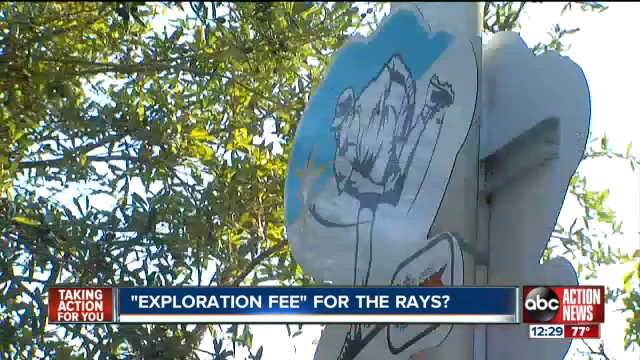 TAKING
ACTION
FOR YOU
"EXPLORATION FEE" FOR THE RAYS?
abc ACTION
NEWS
12:29 77°